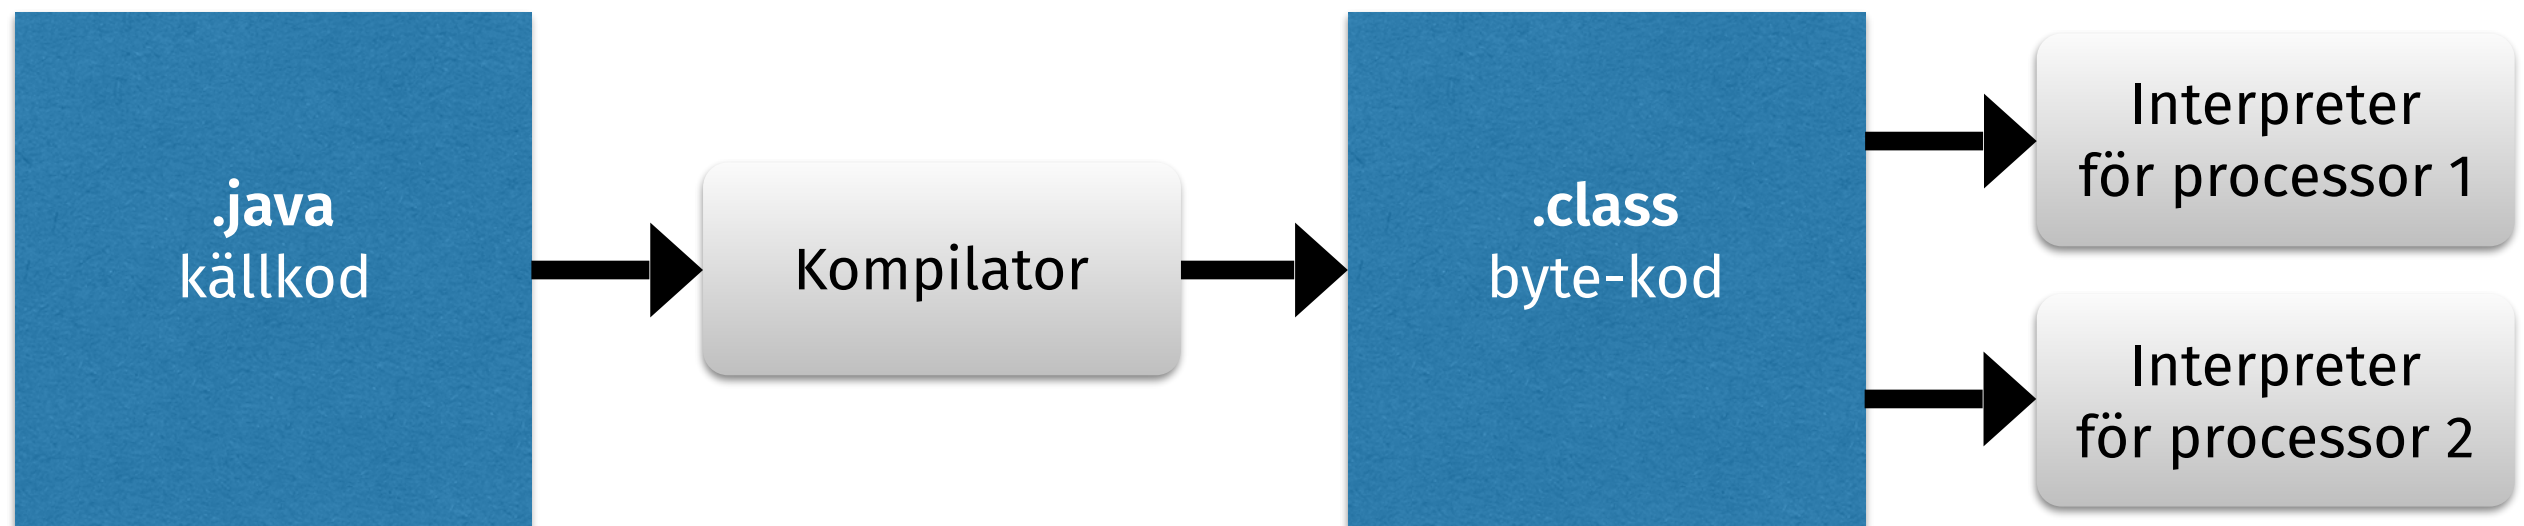 .java
källkod
Kompilator
.class
byte-kod
Interpreter
för processor 1
Interpreter
för processor 2